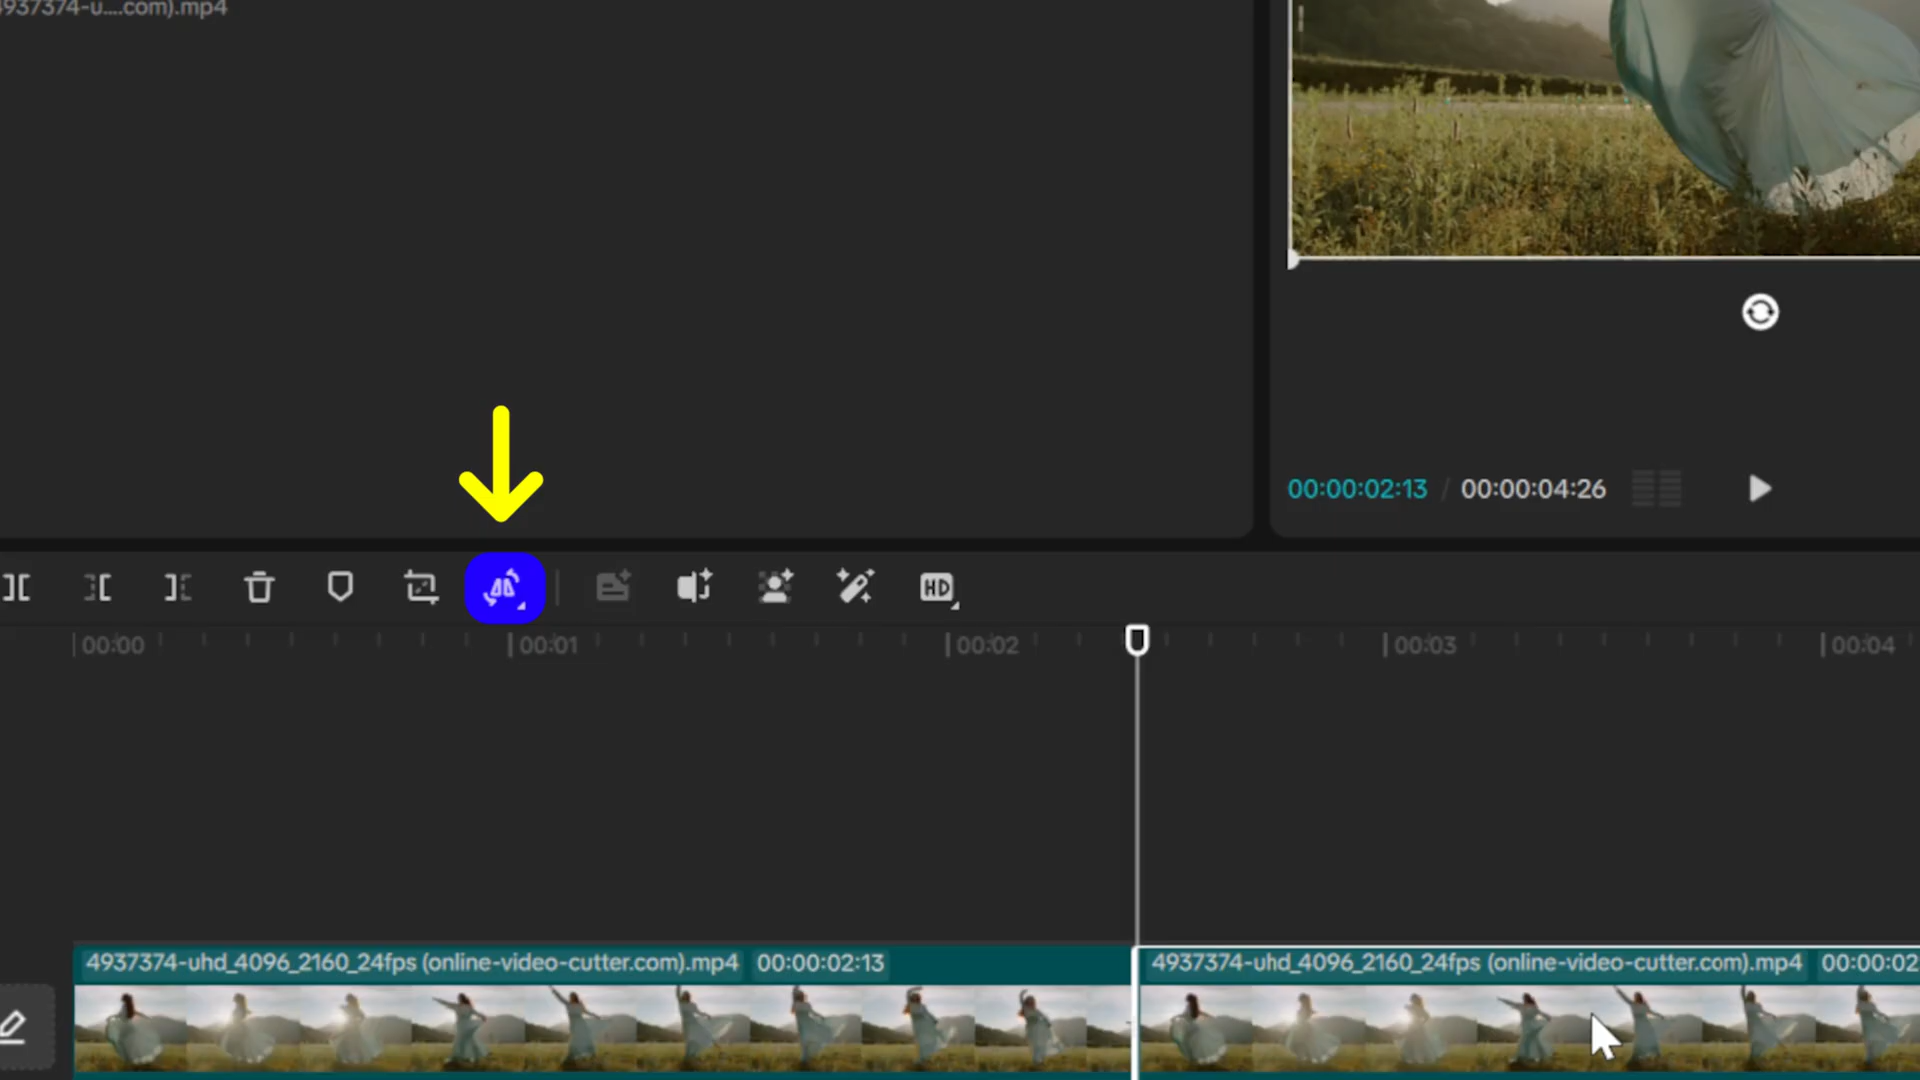 4937374-u....com).mp4
00:00:02:13 / 00:00:04:26
HD
00:00 00:01 00:02 00:03 00:04
4937374-uhd_4096_2160_24fps (online-video-cutter.com).mp4 00:00:02:13
4937374-uhd_4096_2160_24fps (online-video-cutter.com).mp4 00:00:02